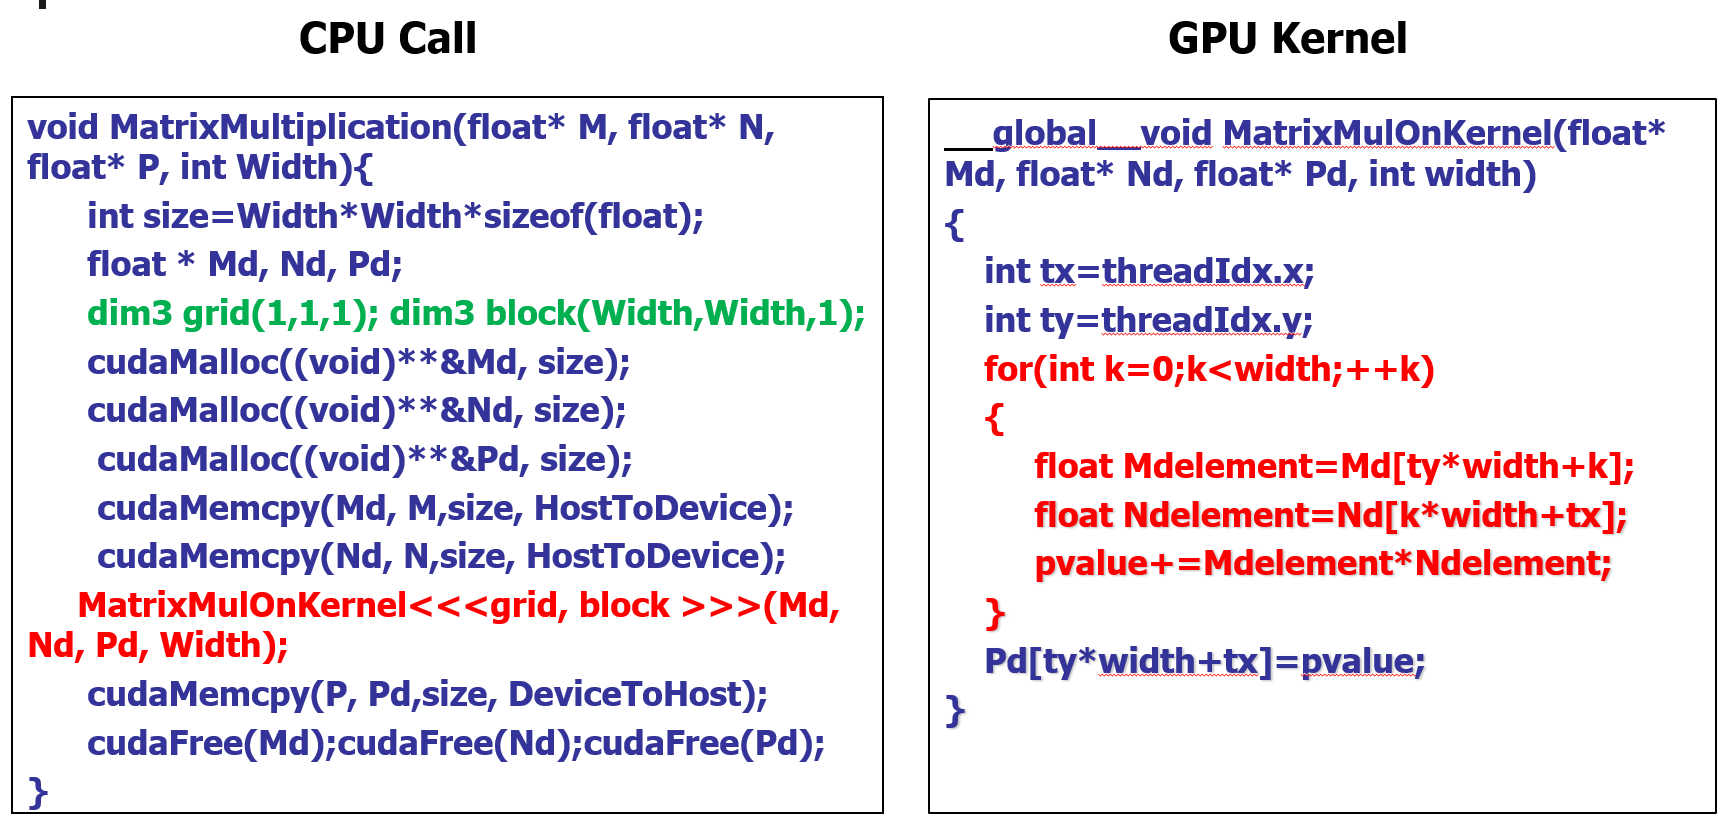 CPU Call
void MatrixMultiplication(float* M, float* N,
float* P, int Width){
int size=Width*Width*sizeof(float);
float * Md, Nd, Pd;
dim3 grid(1,1,1); dim3 block(Width,Width,1);
cudaMalloc((void)**&Md, size);
cudaMalloc((void)**&Nd, size);
cudaMalloc((void)**&Pd, size);
cudaMemcpy(Md, M,size, HostToDevice);
cudaMemcpy(Nd, N,size, HostToDevice);
MatrixMulOnKernel<<<grid, block >>>(Md,
Nd, Pd, Width);
cudaMemcpy(P, Pd,size, DeviceToHost);
cudaFree(Md);cudaFree(Nd);cudaFree(Pd);
}
GPU Kernel
__global__void MatrixMulOnKernel(float*
Md, float* Nd, float* Pd, int width)
{
int tx=threadIdx.x;
int ty=threadIdx.y;
for(int k=0;k<width;++k)
{
float Mdelement=Md[ty*width+k];
float Ndelement=Nd[k*width+tx];
pvalue+=Mdelement*Ndelement;
}
Pd[ty*width+tx]=pvalue;
}